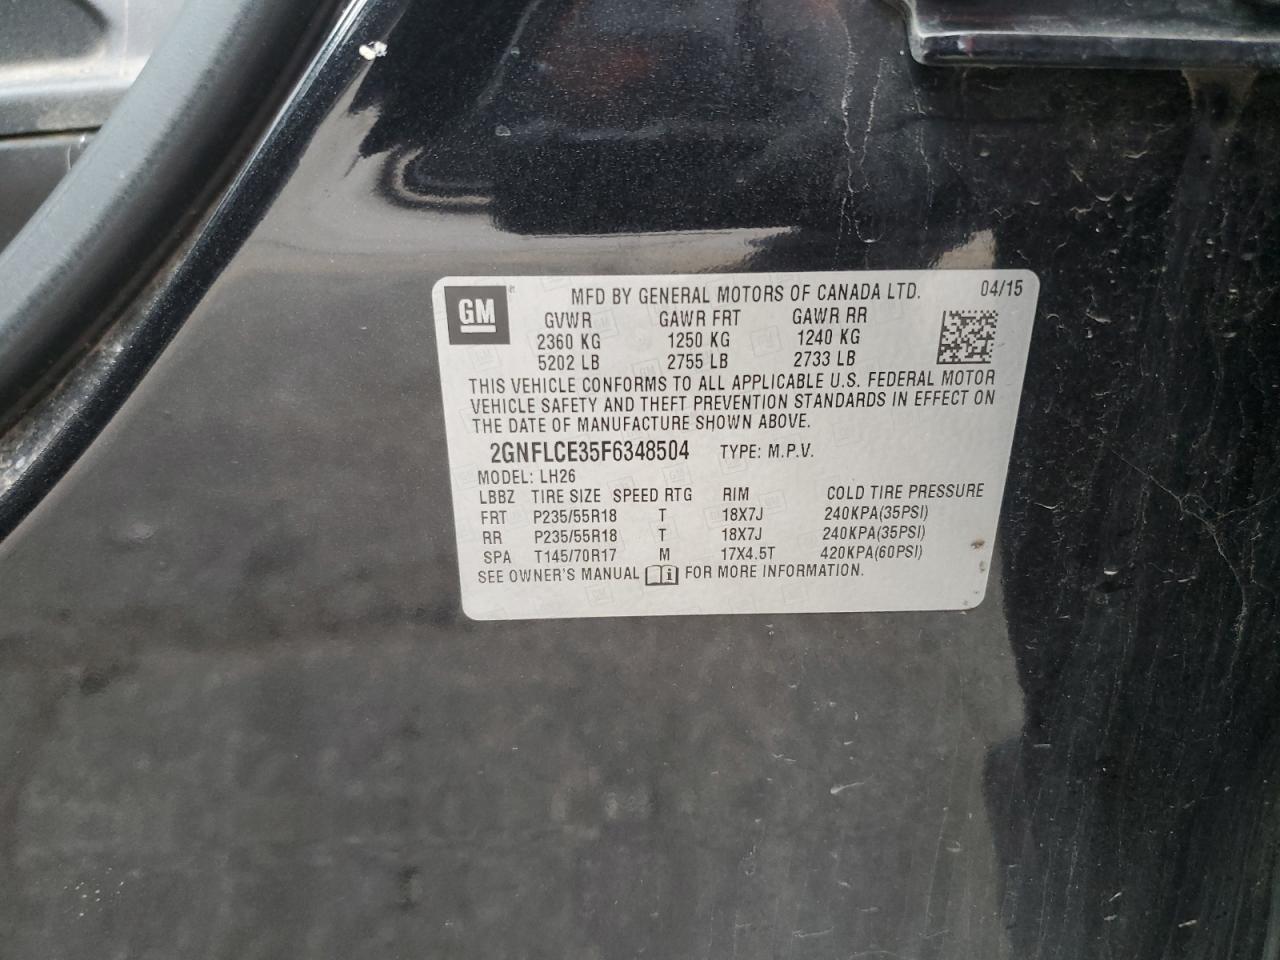 GM MFD BY GENERAL MOTORS OF CANADA LTD. 04/15
GVWR GAWR FRT GAWR RR
2360 KG 1250 KG 1240 KG
5202 LB 2755 LB 2733 LB
THIS VEHICLE CONFORMS TO ALL APPLICABLE U.S. FEDERAL MOTOR
VEHICLE SAFETY AND THEFT PREVENTION STANDARDS IN EFFECT ON
THE DATE OF MANUFACTURE SHOWN ABOVE.
2GNFLCE35F6348504 TYPE: M.P.V.
MODEL: LH26
LBBZ TIRE SIZE SPEED RTG RIM COLD TIRE PRESSURE
FRT P235/55R18 T 18X7J 240KPA(35PSI)
RR P235/55R18 T 18X7J 240KPA(35PSI)
SPA T145/70R17 M 17X4.5T 420KPA(60PSI)
SEE OWNER'S MANUAL i FOR MORE INFORMATION.